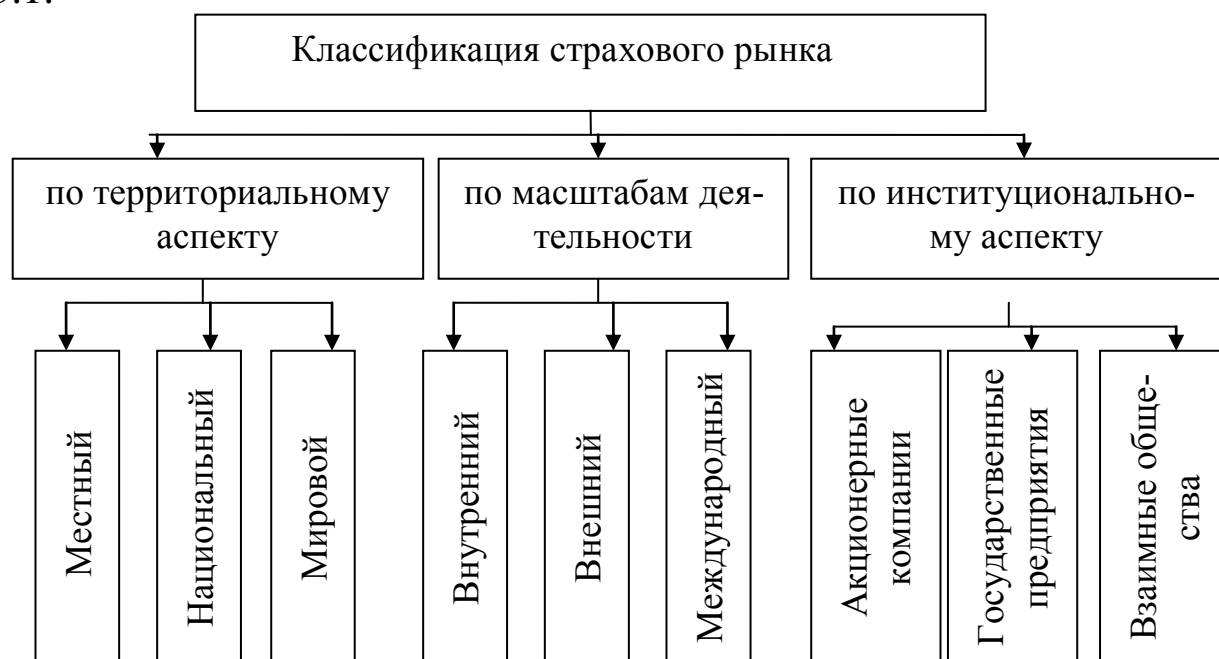 Классификация страхового рынка
по территориальному
аспекту
по масштабам дея-
тельности
по институционально-
му аспекту
Местный
Национальный
Мировой
Внутренний
Внешний
Международный
Акционерные
компании
Государственные
предприятия
Взаимные обще-
ства